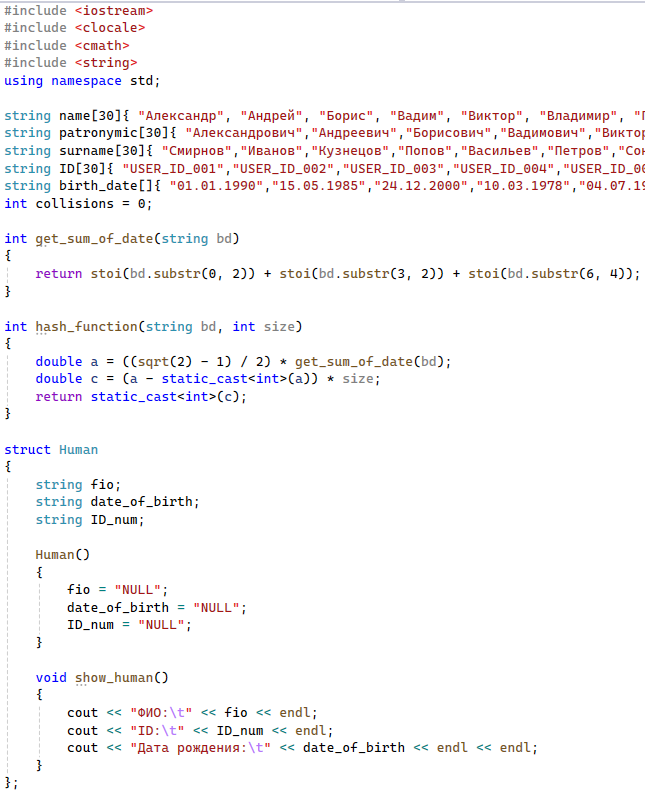 #include <iostream>
#include <clocale>
#include <cmath>
#include <string>
using namespace std;
string name[30]{ "Александр", "Андрей", "Борис", "Вадим", "Виктор", "Владимир",
string patronymic[30]{ "Александрович","Андреевич","Борисович","Вадимович","Виктор
string surname[30]{ "Смирнов","Иванов","Кузнецов","Попов","Васильев","Петров",
string ID[30]{ "USER_ID_001","USER_ID_002","USER_ID_003","USER_ID_004","USER_ID_00
string birth_date[]{ "01.01.1990","15.05.1985","24.12.2000","10.03.1978","04.07.19
int collisions = 0;
int get_sum_of_date(string bd)
{
return stoi(bd.substr(0, 2)) + stoi(bd.substr(3, 2)) + stoi(bd.substr(6, 4));
}
int hash_function(string bd, int size)
{
double a = ((sqrt(2) - 1) / 2) * get_sum_of_date(bd);
double c = (a - static_cast<int>(a)) * size;
return static_cast<int>(c);
}
struct Human
{
string fio;
string date_of_birth;
string ID_num;
Human()
{
fio = "NULL";
date_of_birth = "NULL";
ID_num = "NULL";
}
void show_human()
{
cout << "ФИО:\t" << fio << endl;
cout << "ID:\t" << ID_num << endl;
cout << "Дата рождения:\t" << date_of_birth << endl << endl;
}
};